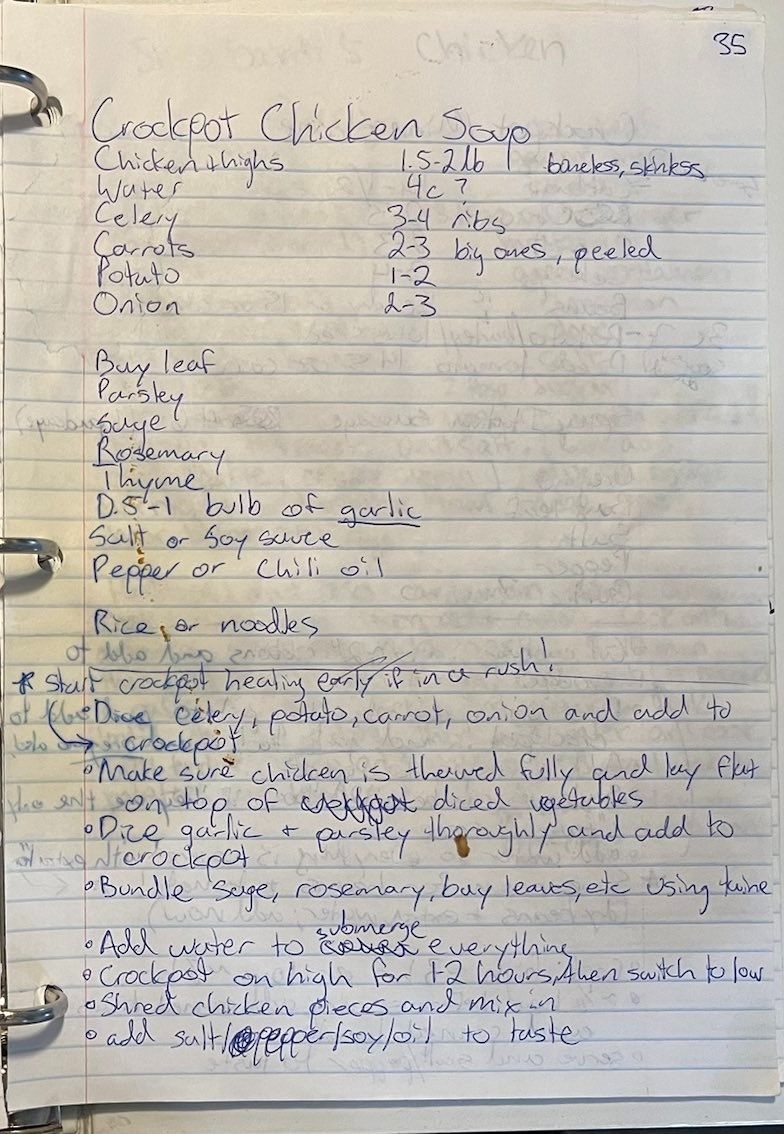 35
Crockpot Chicken Soup
Chicken thighs 1.5-2lb boneless, skinless
Water 4c ?
Celery 3-4 ribs
Carrots 2-3 big ones, peeled
Potato 1-2
Onion 2-3
Bay leaf
Parsley
Sage
Rosemary
Thyme
0.5-1 bulb of garlic
Salt or Soy sauce
Pepper or Chili oil
Rice or noodles
* Start crockpot heating early if in a rush!
Dice celery, potato, carrot, onion and add to
→ crockpot
• Make sure chicken is thawed fully and lay flat
on top of diced vegetables
• Dice garlic + parsley thoroughly and add to
crockpot
• Bundle sage, rosemary, bay leaves, etc using twine
• Add water to submerge everything
• Crockpot on high for 1-2 hours, then switch to low
• Shred chicken pieces and mix in
• add salt/pepper/soy/oil to taste